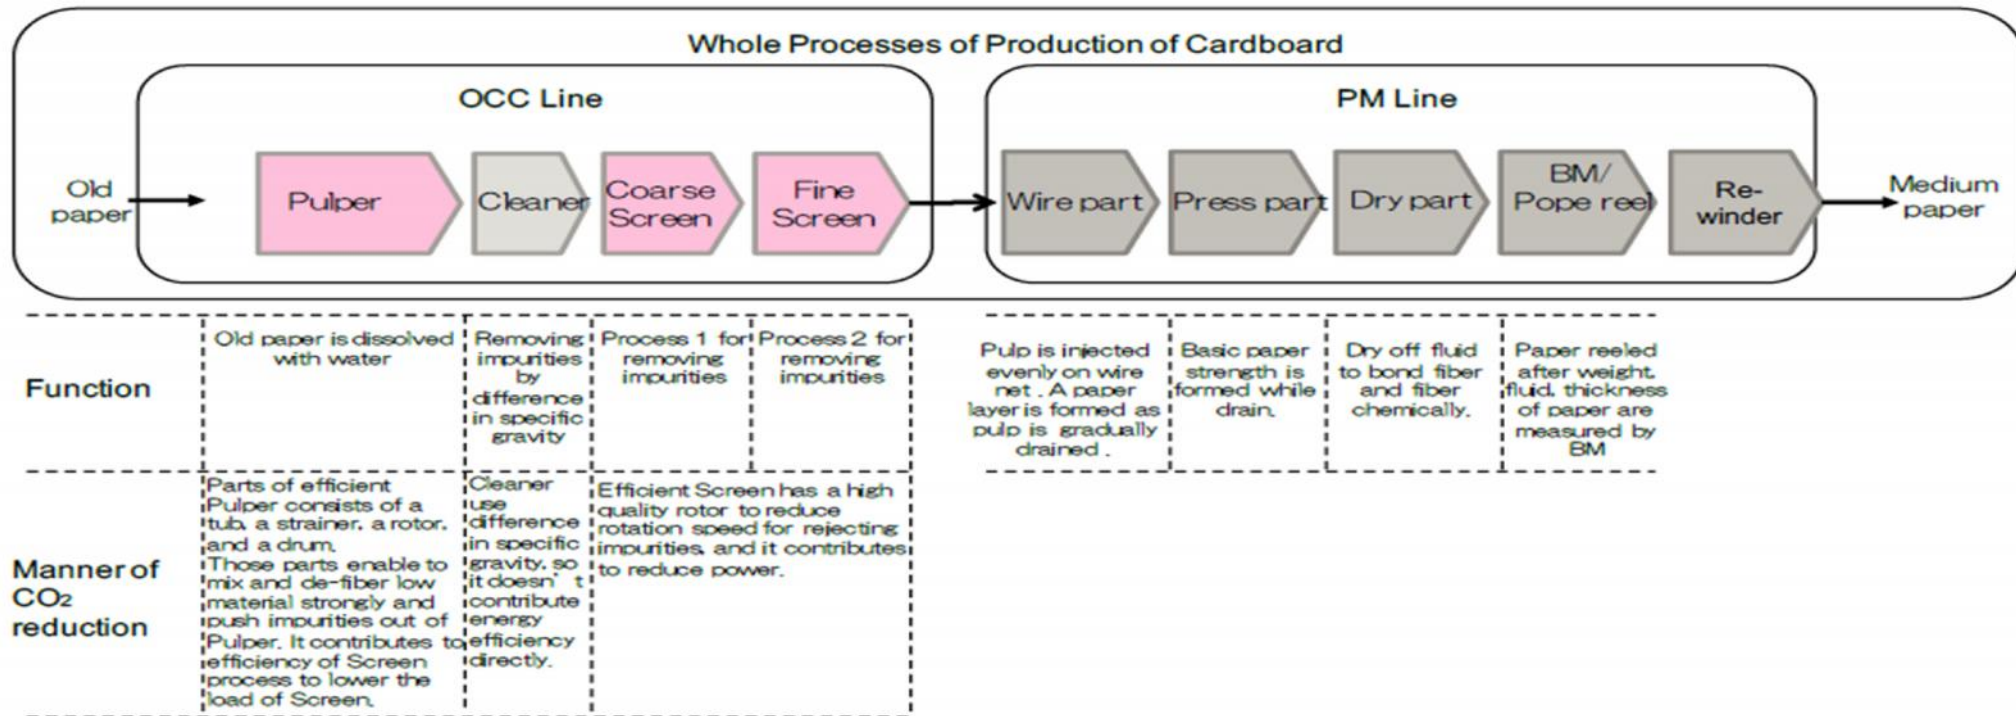 Whole Processes of Production of Cardboard
OCC Line
PM Line
Old
paper
Pulper
Cleaner
Coarse
Screen
Fine
Screen
Wire part
Press part
Dry part
BM/
Pope reel
Re-
winder
Medium
paper
Function
Old paper is dissolved
with water
Removing
impurities
by
difference
in specific
gravity
Process 1 for
removing
impurities
Process 2 for
removing
impurities
Pulp is injected
evenly on wire
net . A paper
layer is formed as
pulp is gradually
drained .
Basic paper
strength is
formed while
drain.
Dry off fluid
to bond fiber
and fiber
chemically.
Paper reeled
after weight,
fluid, thickness
of paper are
measured by
BM
Manner of
CO₂
reduction
Parts of efficient
Pulper consists of a
tub, a strainer, a rotor,
and a drum.
Those parts enable to
mix and de-fiber low
material strongly and
push impurities out of
Pulper. It contributes to
efficiency of Screen
process to lower the
load of Screen.
Cleaner
use
difference
in specific
gravity, so
it doesn't
contribute
energy
efficiency
directly.
Efficient Screen has a high
quality rotor to reduce
rotation speed for rejecting
impurities, and it contributes
to reduce power.